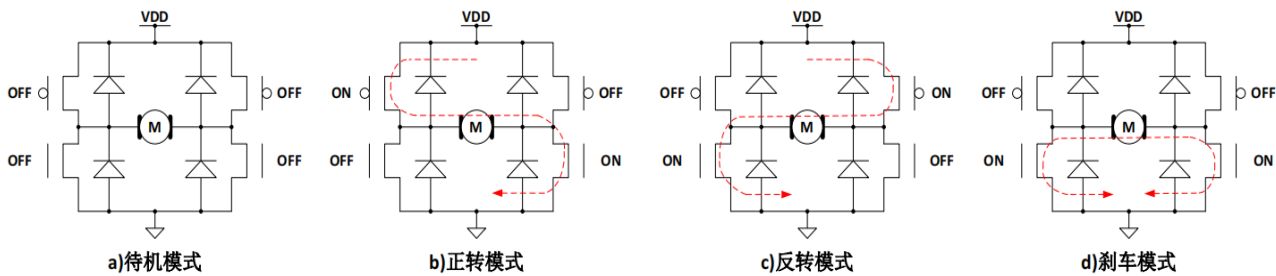 VDD VDD VDD VDD
OFF OFF ON OFF OFF ON OFF OFF
M M M M
OFF OFF OFF ON ON OFF ON ON
a)待机模式 b)正转模式 c)反转模式 d)刹车模式